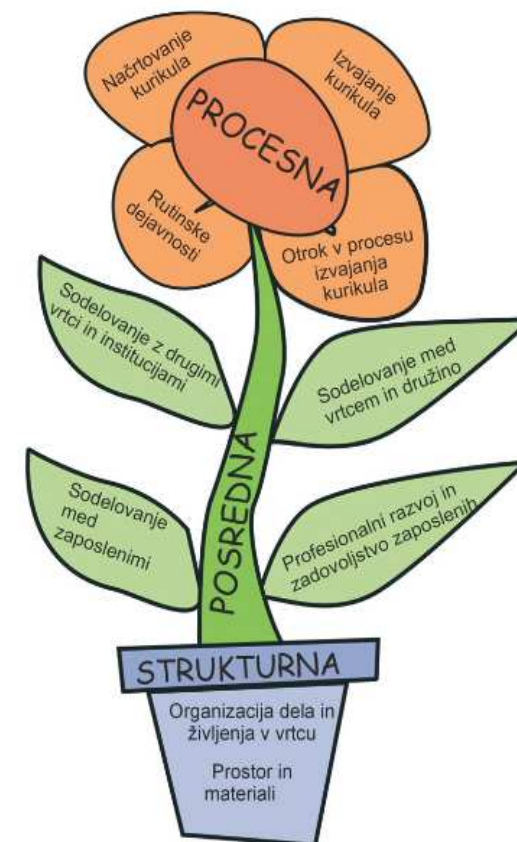 Načrtovanje
kurikula
Izvajanje
kurikula
PROCESNA
Rutinske
dejavnosti
Otrok v procesu
izvajanja
kurikula
Sodelovanje z drugimi
vrtci in institucijami
Sodelovanje med
vrtcem in družino
POSREDNA
Sodelovanje
med
zaposlenimi
Profesionalni razvoj in
zadovoljstvo zaposlenih
STRUKTURNA
Organizacija dela in
življenja v vrtcu
Prostor in
materiali